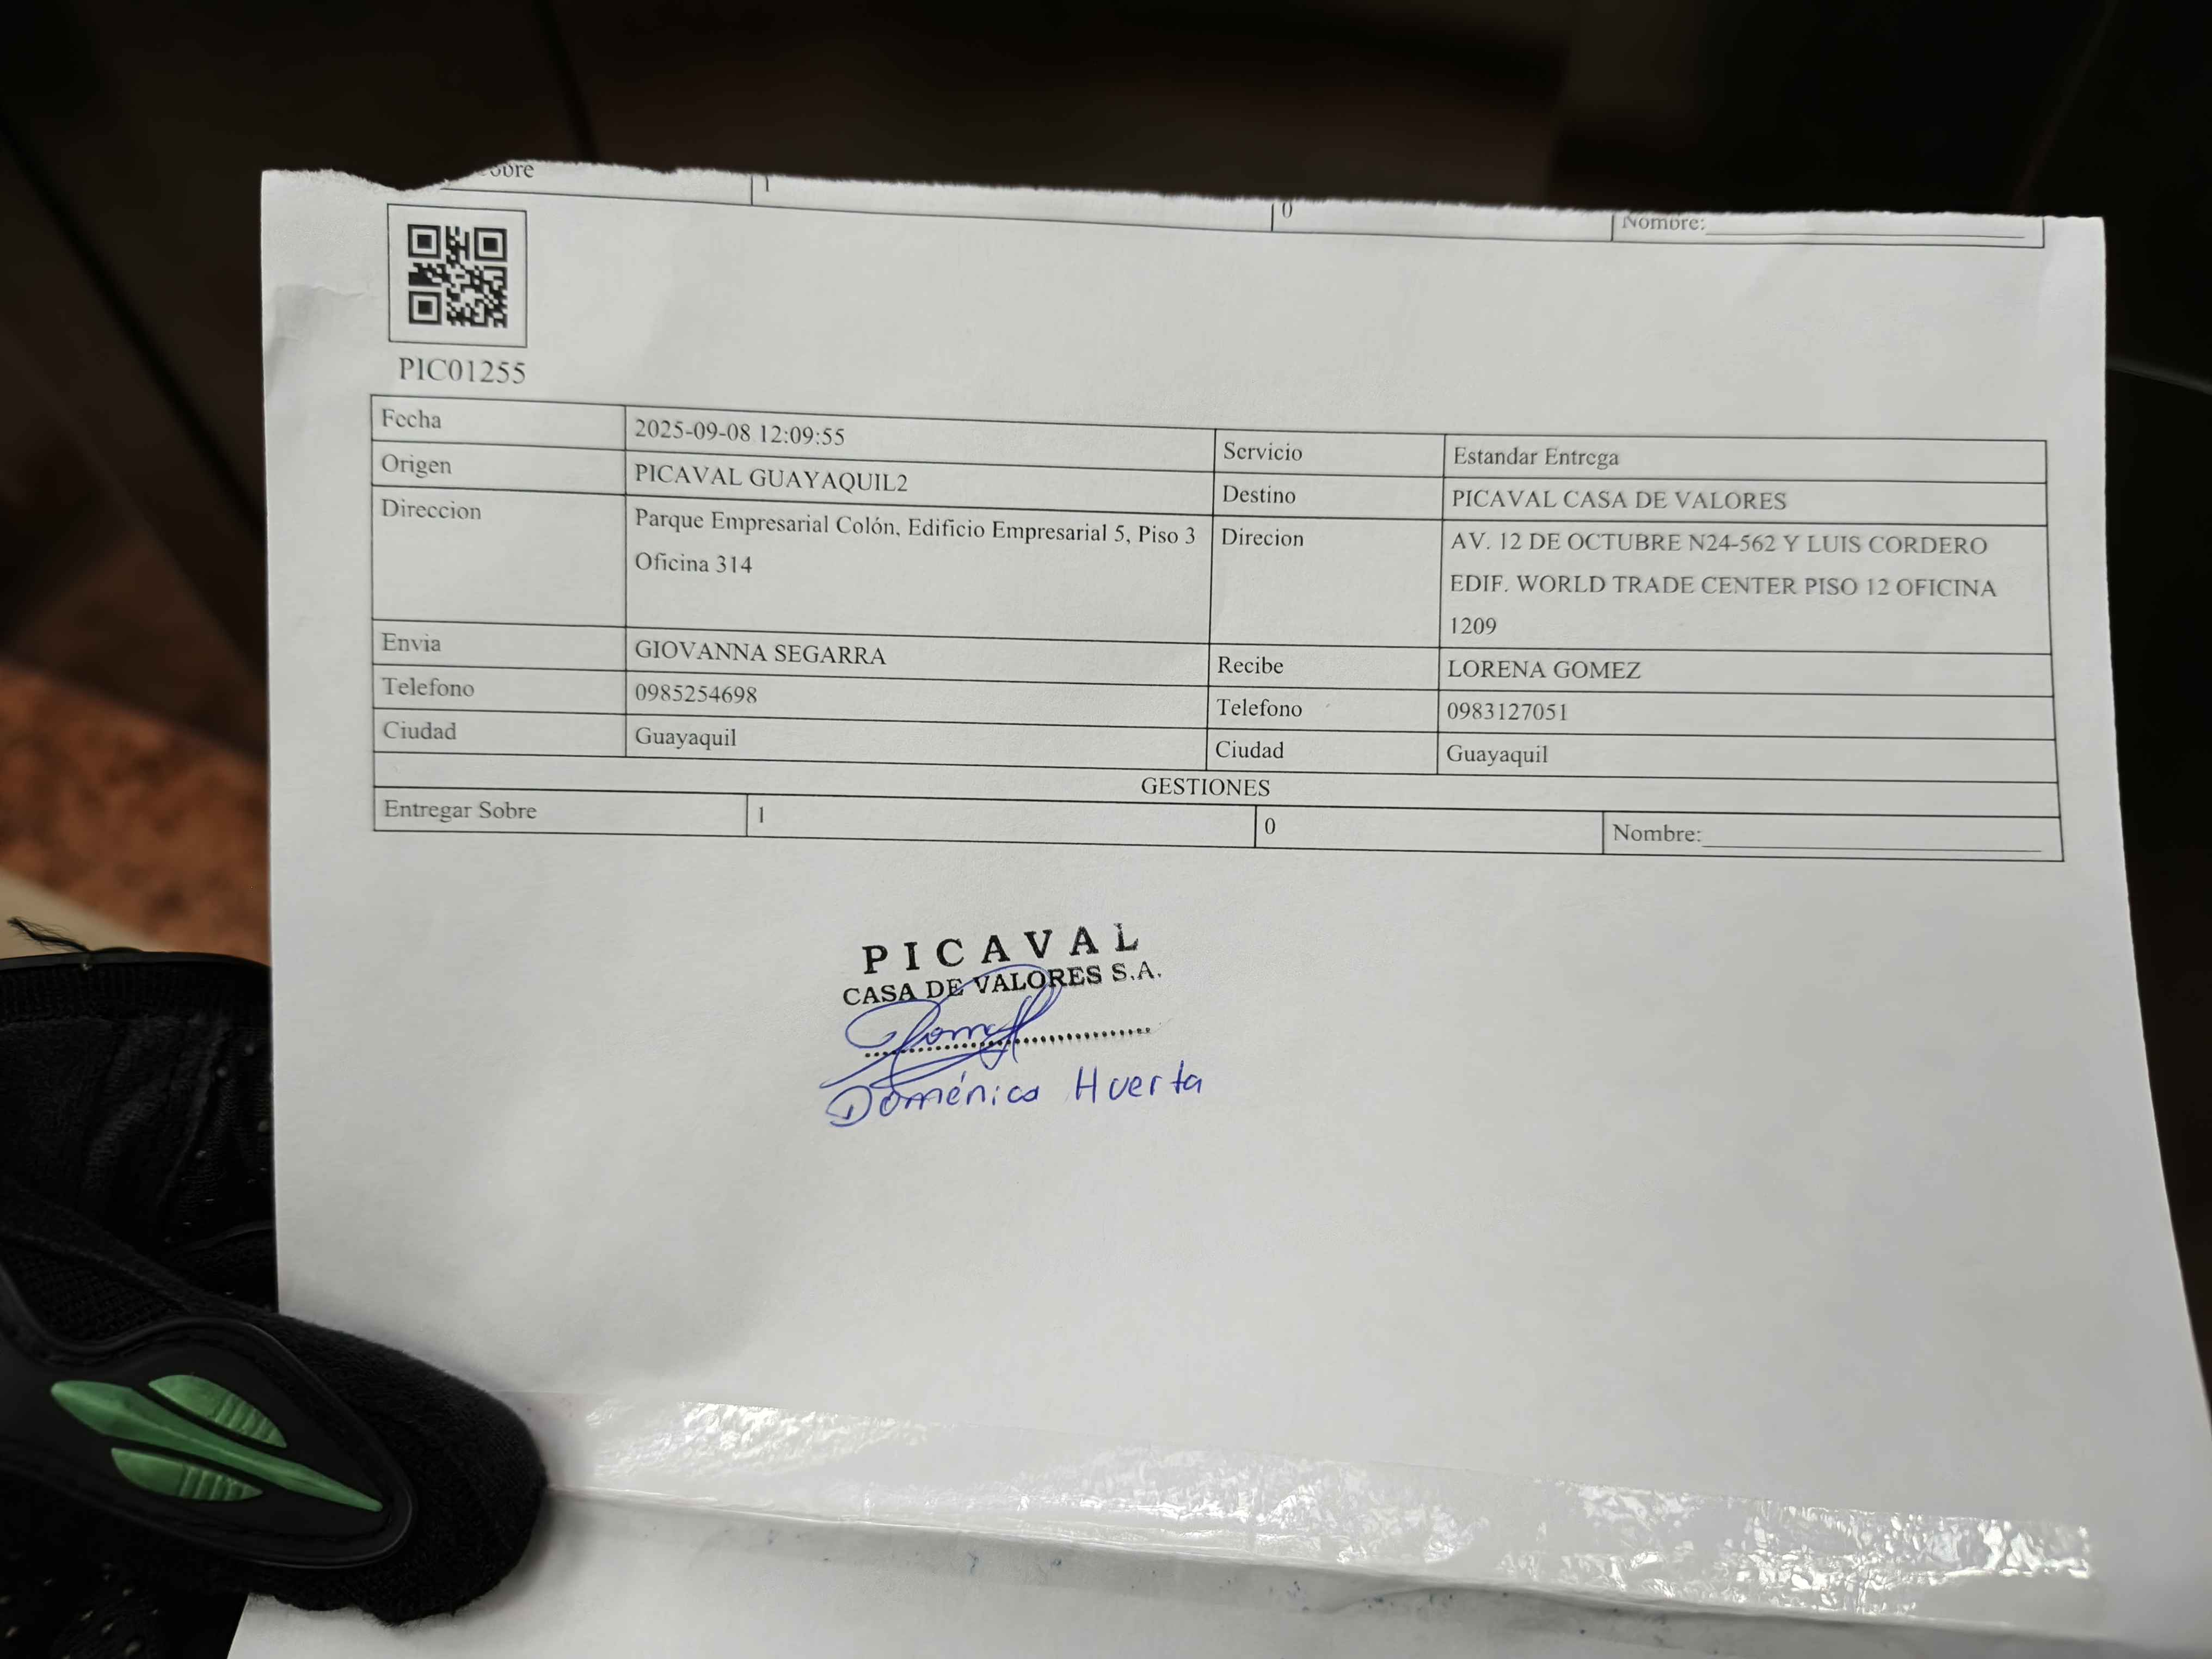 obre 1 0 Nombre:
PIC01255
Fecha 2025-09-08 12:09:55 Servicio Estandar Entrega
Origen PICAVAL GUAYAQUIL2 Destino PICAVAL CASA DE VALORES
Direccion Parque Empresarial Colón, Edificio Empresarial 5, Piso 3 Direcion AV. 12 DE OCTUBRE N24-562 Y LUIS CORDERO
Oficina 314 EDIF. WORLD TRADE CENTER PISO 12 OFICINA
1209
Envia GIOVANNA SEGARRA Recibe LORENA GOMEZ
Telefono 0985254698 Telefono 0983127051
Ciudad Guayaquil Ciudad Guayaquil
GESTIONES
Entregar Sobre 1 0 Nombre:
PICAVAL
CASA DE VALORES S.A.
Doménica Huerta